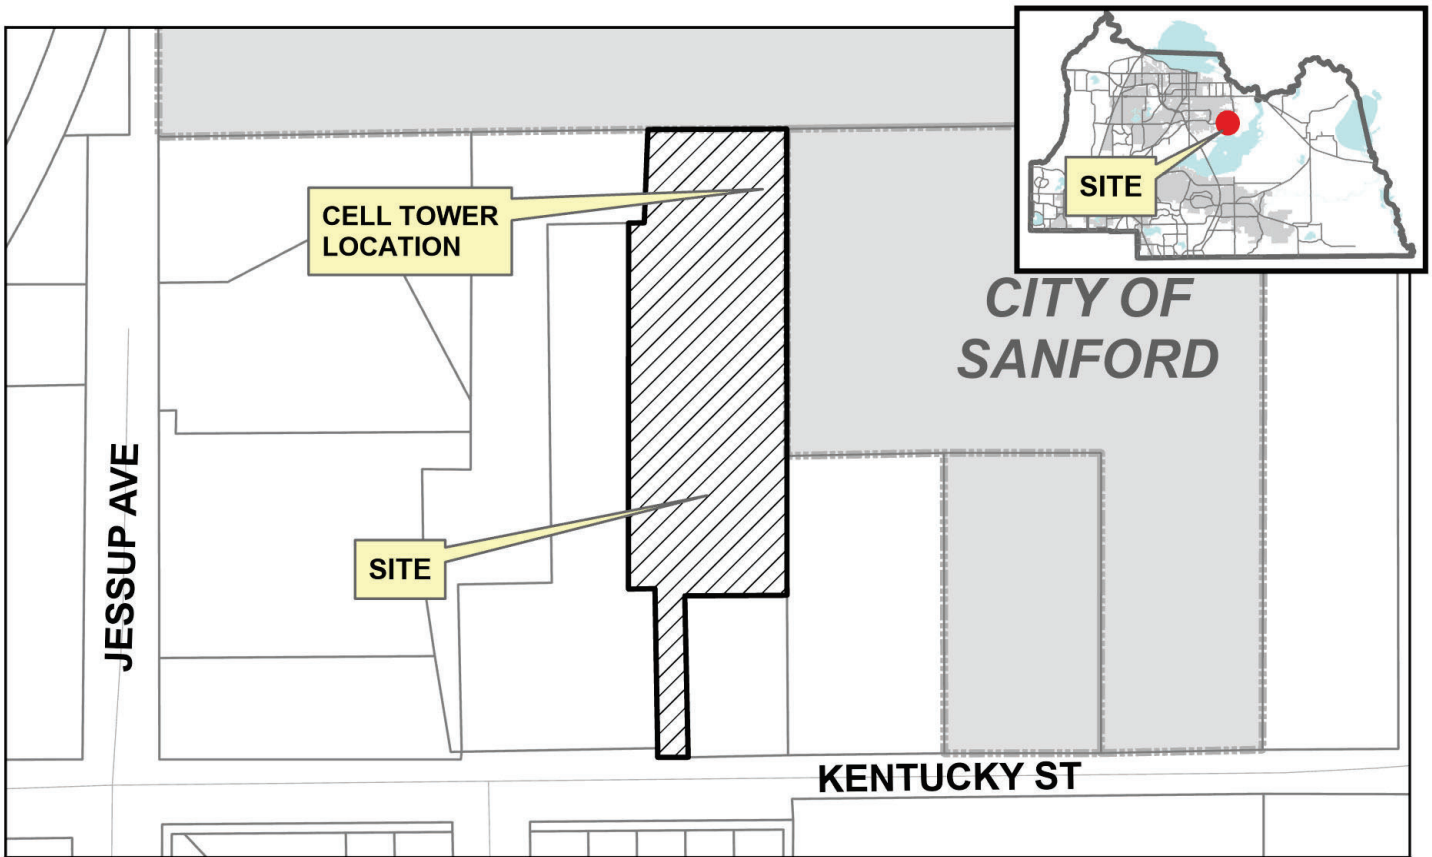 SITE
CELL TOWER
LOCATION
CITY OF
SANFORD
JESSUP AVE
SITE
KENTUCKY ST